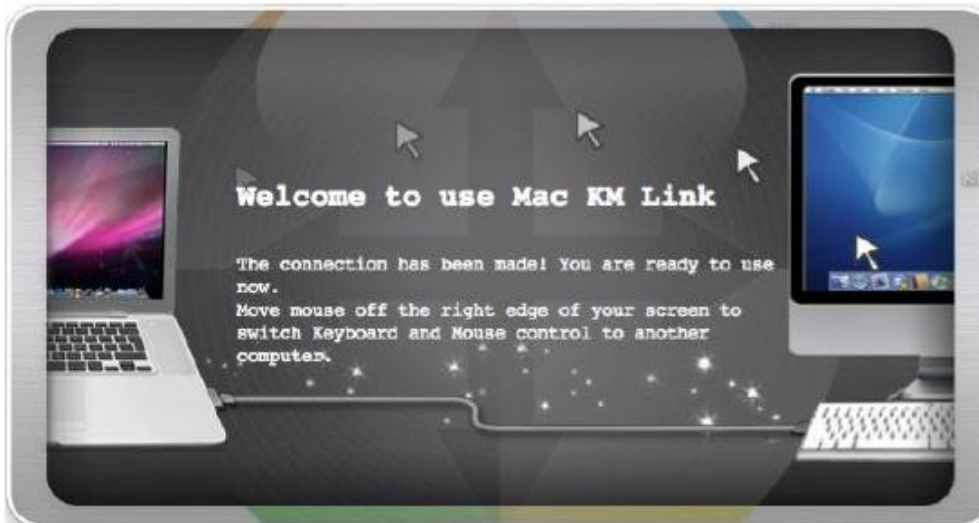 Welcome to use Mac KM Link
The connection has been made! You are ready to use
now.
Move mouse off the right edge of your screen to
switch Keyboard and Mouse control to another
computer.